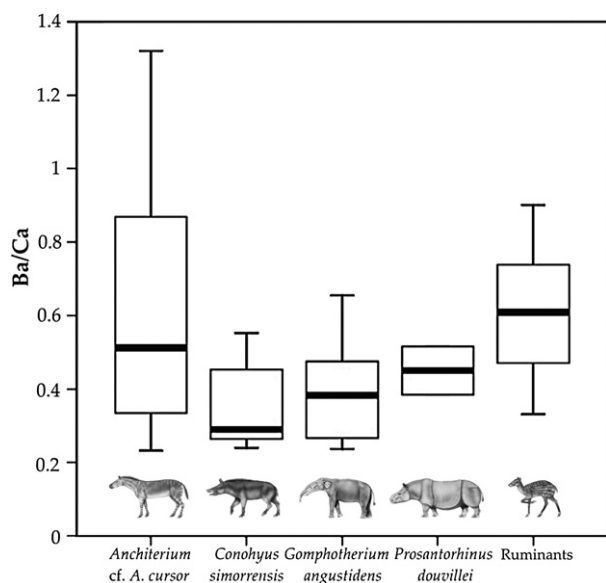 1.4
1.2
1
0.8
0.6
0.4
0.2
0
Ba/Ca
Anchiterium
cf. A. cursor
Conohyus
simorrensis
Gomphotherium
angustidens
Prosantorhinus
douvillei
Ruminants